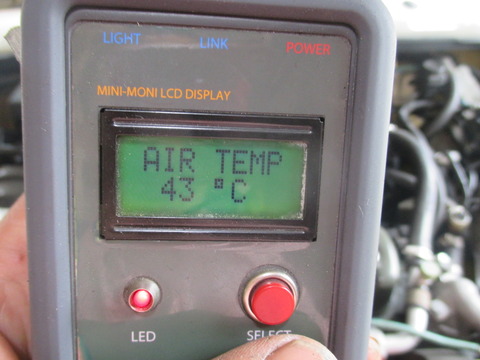 LIGHT LINK POWER
MINI-MONI LCD DISPLAY
AIR TEMP
43 °C
LED SELECT